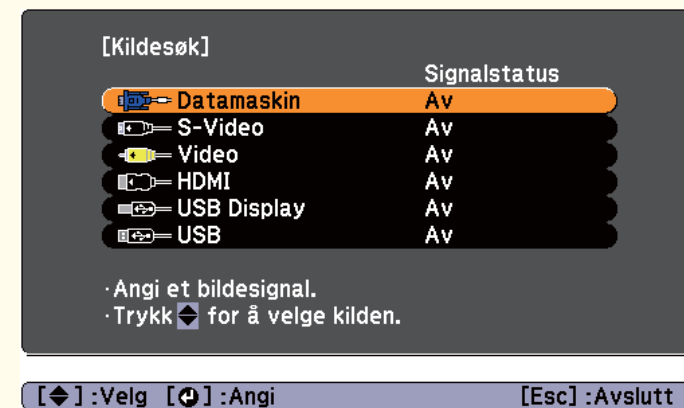 [Kildesøk]
Signalstatus
Datamaskin Av
S-Video Av
Video Av
HDMI Av
USB Display Av
USB Av
·Angi et bildesignal.
·Trykk for å velge kilden.
[ ] :Velg [ ] :Angi [Esc] :Avslutt